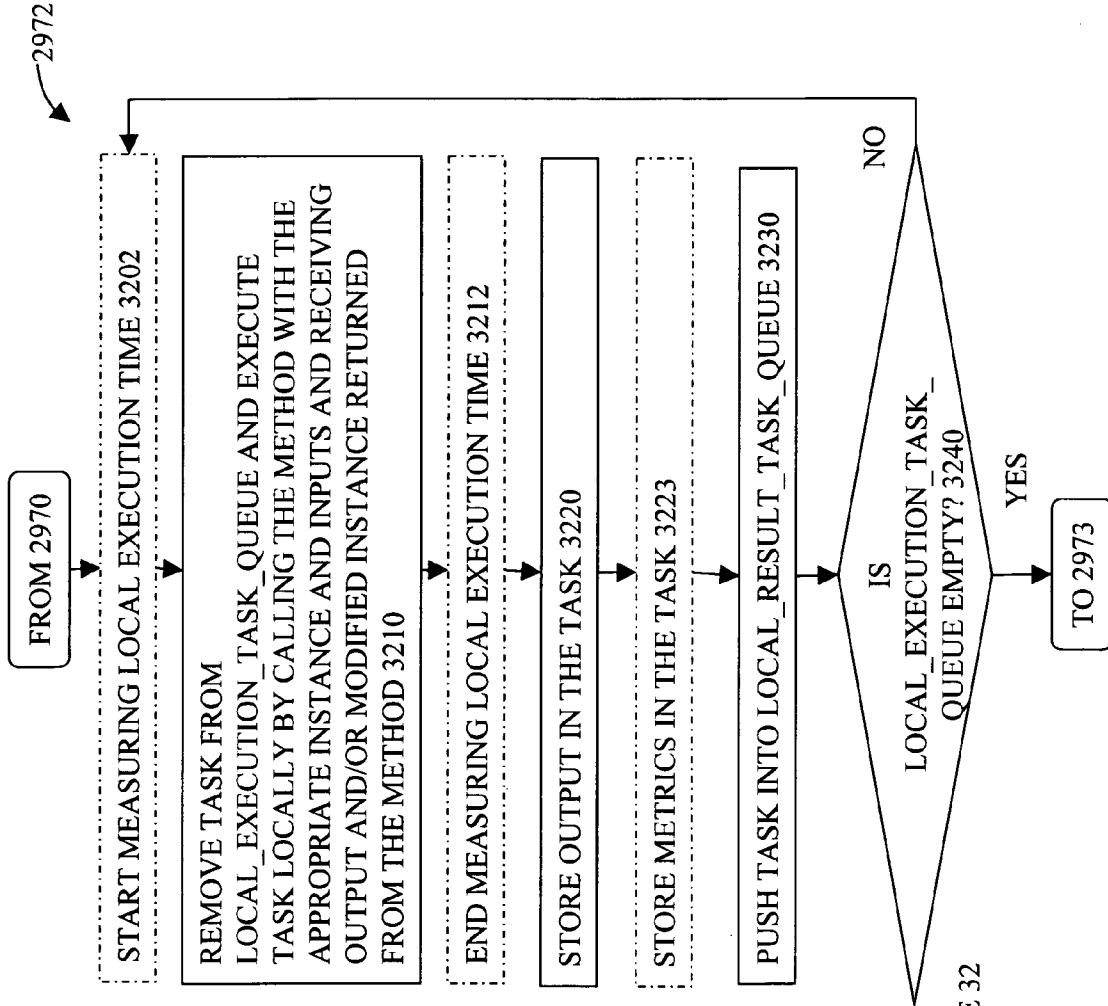 2972
FROM 2970
START MEASURING LOCAL EXECUTION TIME 3202
REMOVE TASK FROM
LOCAL_EXECUTION_TASK_QUEUE AND EXECUTE
TASK LOCALLY BY CALLING THE METHOD WITH THE
APPROPRIATE INSTANCE AND INPUTS AND RECEIVING
OUTPUT AND/OR MODIFIED INSTANCE RETURNED
FROM THE METHOD 3210
END MEASURING LOCAL EXECUTION TIME 3212
STORE OUTPUT IN THE TASK 3220
STORE METRICS IN THE TASK 3223
PUSH TASK INTO LOCAL_RESULT_TASK_QUEUE 3230
NO
IS
LOCAL_EXECUTION_TASK_
QUEUE EMPTY? 3240
YES
TO 2973
E 32